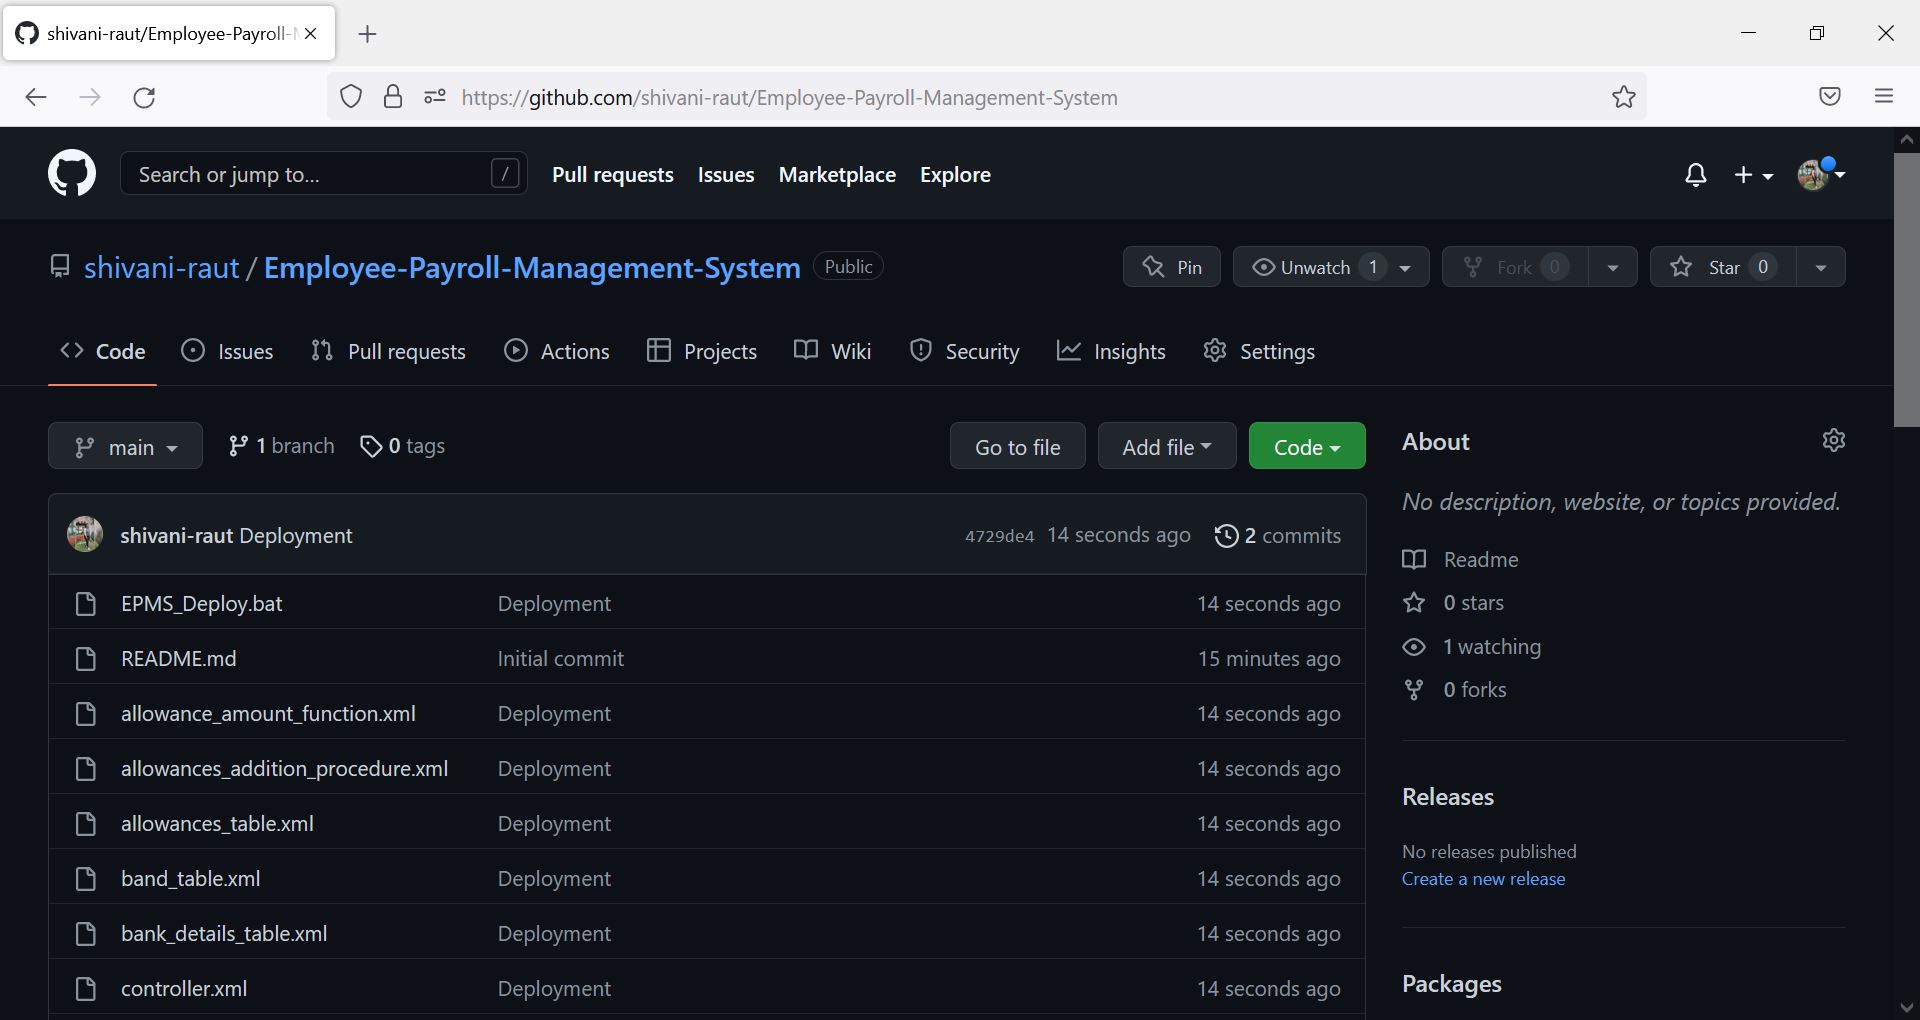 shivani-raut/Employee-Payroll-
https://github.com/shivani-raut/Employee-Payroll-Management-System
Search or jump to... / Pull requests Issues Marketplace Explore
shivani-raut / Employee-Payroll-Management-System Public Pin Unwatch 1 Fork 0 Star 0
Code Issues Pull requests Actions Projects Wiki Security Insights Settings
main 1 branch 0 tags Go to file Add file Code
shivani-raut Deployment 4729de4 14 seconds ago 2 commits
EPMS_Deploy.bat Deployment 14 seconds ago
README.md Initial commit 15 minutes ago
allowance_amount_function.xml Deployment 14 seconds ago
allowances_addition_procedure.xml Deployment 14 seconds ago
allowances_table.xml Deployment 14 seconds ago
band_table.xml Deployment 14 seconds ago
bank_details_table.xml Deployment 14 seconds ago
controller.xml Deployment 14 seconds ago
About
No description, website, or topics provided.
Readme
0 stars
1 watching
0 forks
Releases
No releases published
Create a new release
Packages